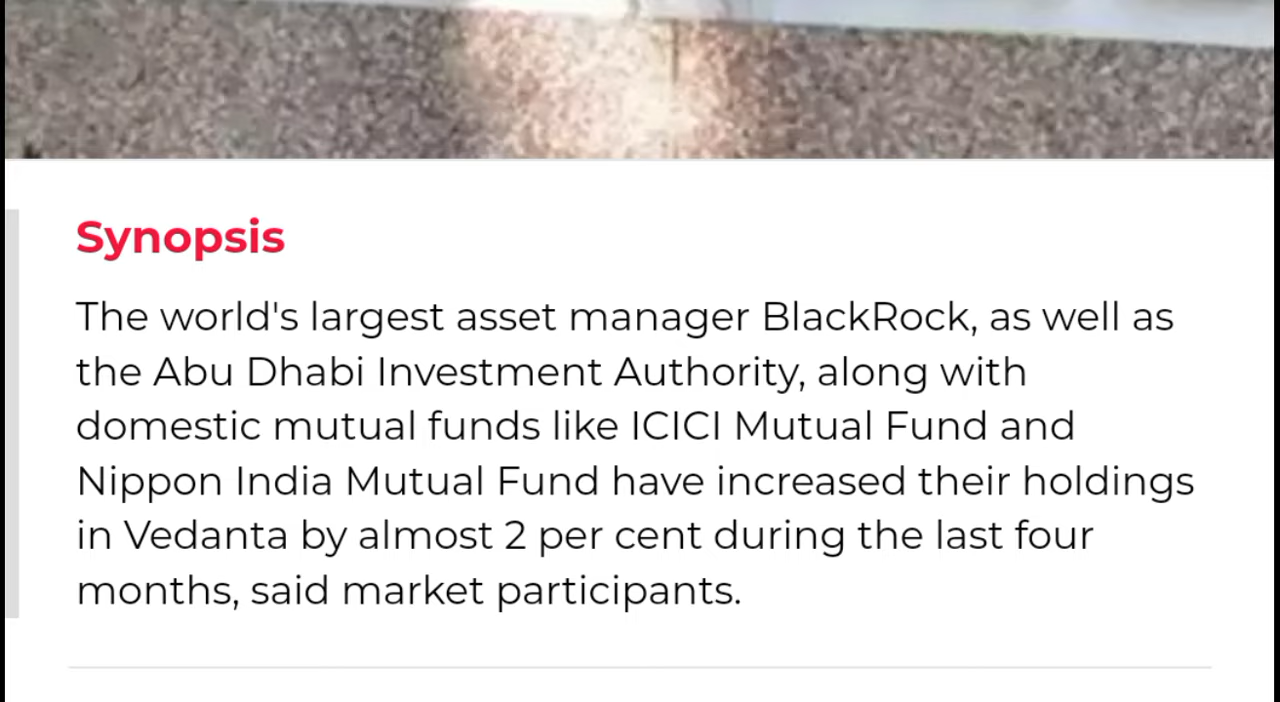 Synopsis
The world's largest asset manager BlackRock, as well as
the Abu Dhabi Investment Authority, along with
domestic mutual funds like ICICI Mutual Fund and
Nippon India Mutual Fund have increased their holdings
in Vedanta by almost 2 per cent during the last four
months, said market participants.